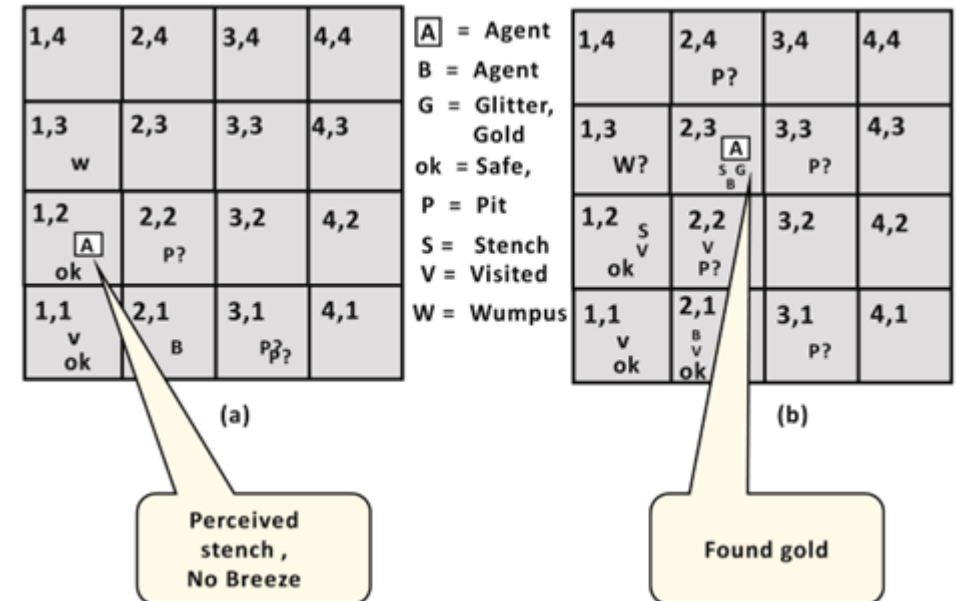 1,4 2,4 3,4 4,4
1,3 2,3 3,3 4,3
w
1,2 2,2 3,2 4,2
A
P?
ok
1,1 2,1 3,1 4,1
v B P? P?
ok
(a)
Perceived
stench ,
No Breeze
A = Agent
B = Agent
G = Glitter,
Gold
ok = Safe,
P = Pit
S = Stench
V = Visited
W = Wumpus
1,4 2,4 3,4 4,4
P?
1,3 2,3 3,3 4,3
A
W? S G P?
B
1,2 2,2 3,2 4,2
S
V V
ok P?
1,1 2,1 3,1 4,1
B
v V P?
ok ok
(b)
Found gold